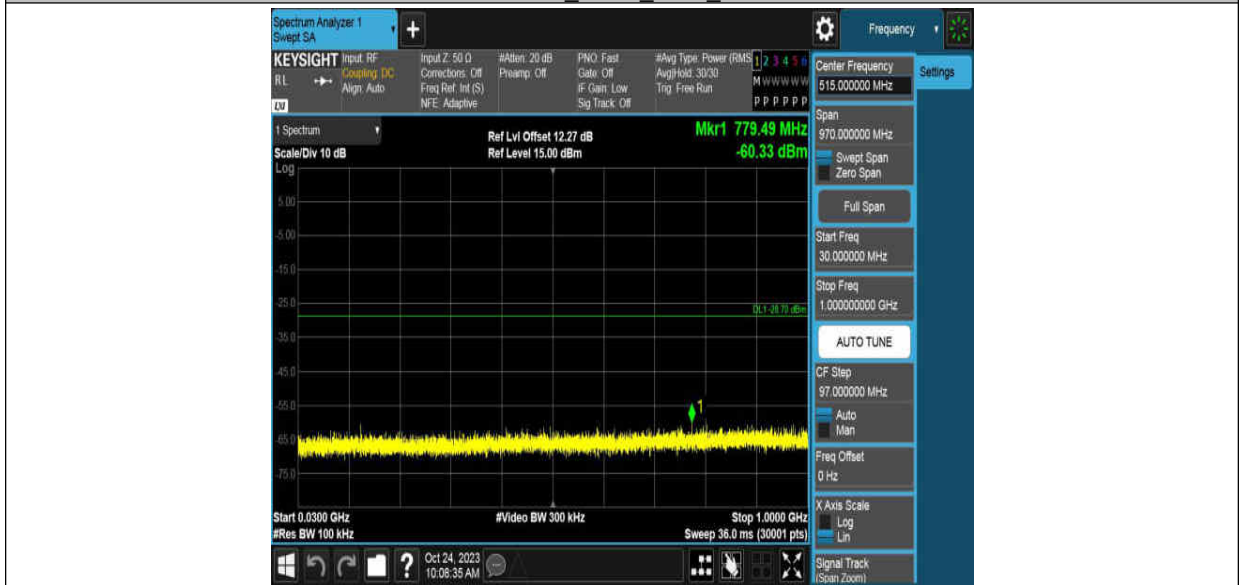 Spectrum Analyzer 1
Swept SA
+
Frequency
KEYSIGHT
RL
Input: RF
Coupling: DC
Align: Auto
Input Z: 50 Ω
Corrections: Off
Freq Ref: Int (S)
NFE: Adaptive
#Atten: 20 dB
Preamp: Off
PNO: Fast
Gate: Off
IF Gain: Low
Sig Track: Off
#Avg Type: Power (RMS
Avg|Hold: 30/30
Trig: Free Run
1 2 3 4 5 6
M W W W W W
P P P P P P
1 Spectrum
Scale/Div 10 dB
Ref Lvl Offset 12.27 dB
Ref Level 15.00 dBm
Mkr1 779.49 MHz
-60.33 dBm
Log
5.00
-5.00
-15.0
-25.0
DL1 -28.70 dBm
-35.0
-45.0
-55.0
1
-65.0
-75.0
Start 0.0300 GHz
#Res BW 100 kHz
#Video BW 300 kHz
Stop 1.0000 GHz
Sweep 36.0 ms (30001 pts)
?
Oct 24, 2023
10:08:35 AM
Center Frequency
515.000000 MHz
Settings
Span
970.000000 MHz
Swept Span
Zero Span
Full Span
Start Freq
30.000000 MHz
Stop Freq
1.000000000 GHz
AUTO TUNE
CF Step
97.000000 MHz
Auto
Man
Freq Offset
0 Hz
X Axis Scale
Log
Lin
Signal Track
(Span Zoom)